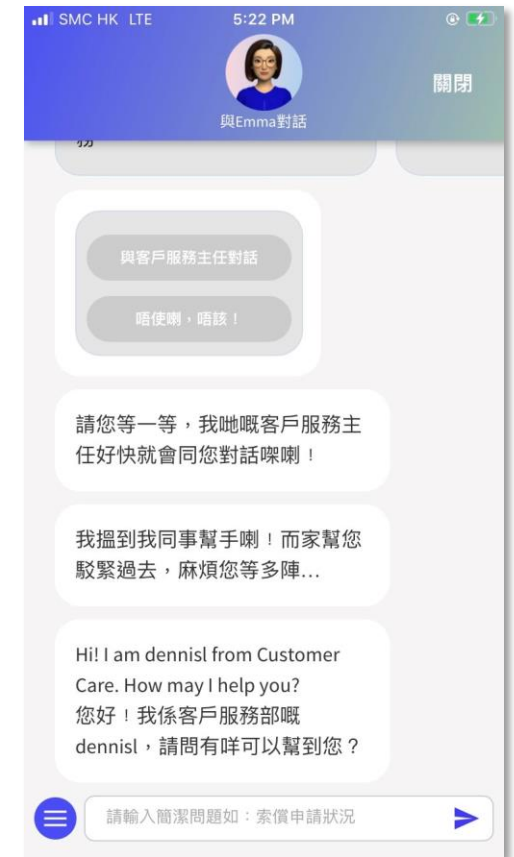 SMC HK LTE 5:22 PM
與Emma對話
關閉
務
與客戶服務主任對話
唔使喇，唔該！
請您等一等，我哋嘅客戶服務主
任好快就會同您對話㗎喇！
我搵到我同事幫手喇！而家幫您
駁緊過去，麻煩您等多陣...
Hi! I am dennisl from Customer
Care. How may I help you?
您好！我係客戶服務部嘅
dennisl，請問有咩可以幫到您？
請輸入簡潔問題如：索償申請狀況